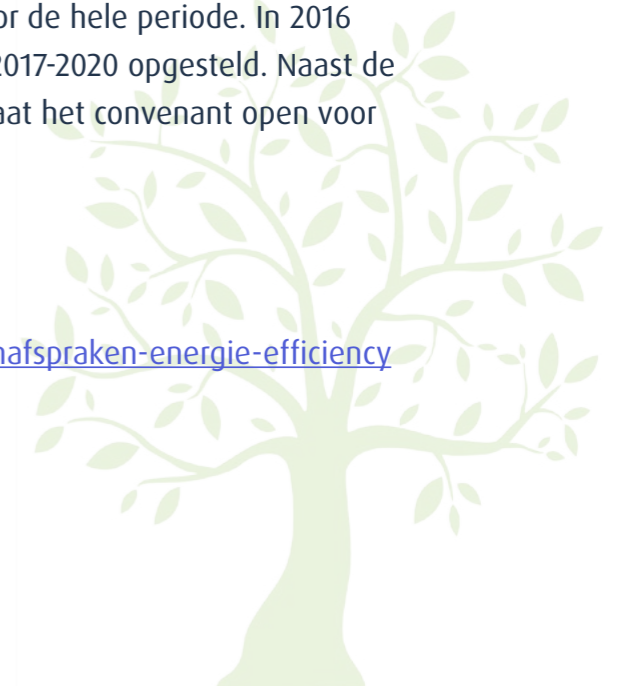 or de hele periode. In 2016
2017-2020 opgesteld. Naast de
aat het convenant open voor
nafspraken-energie-efficiency